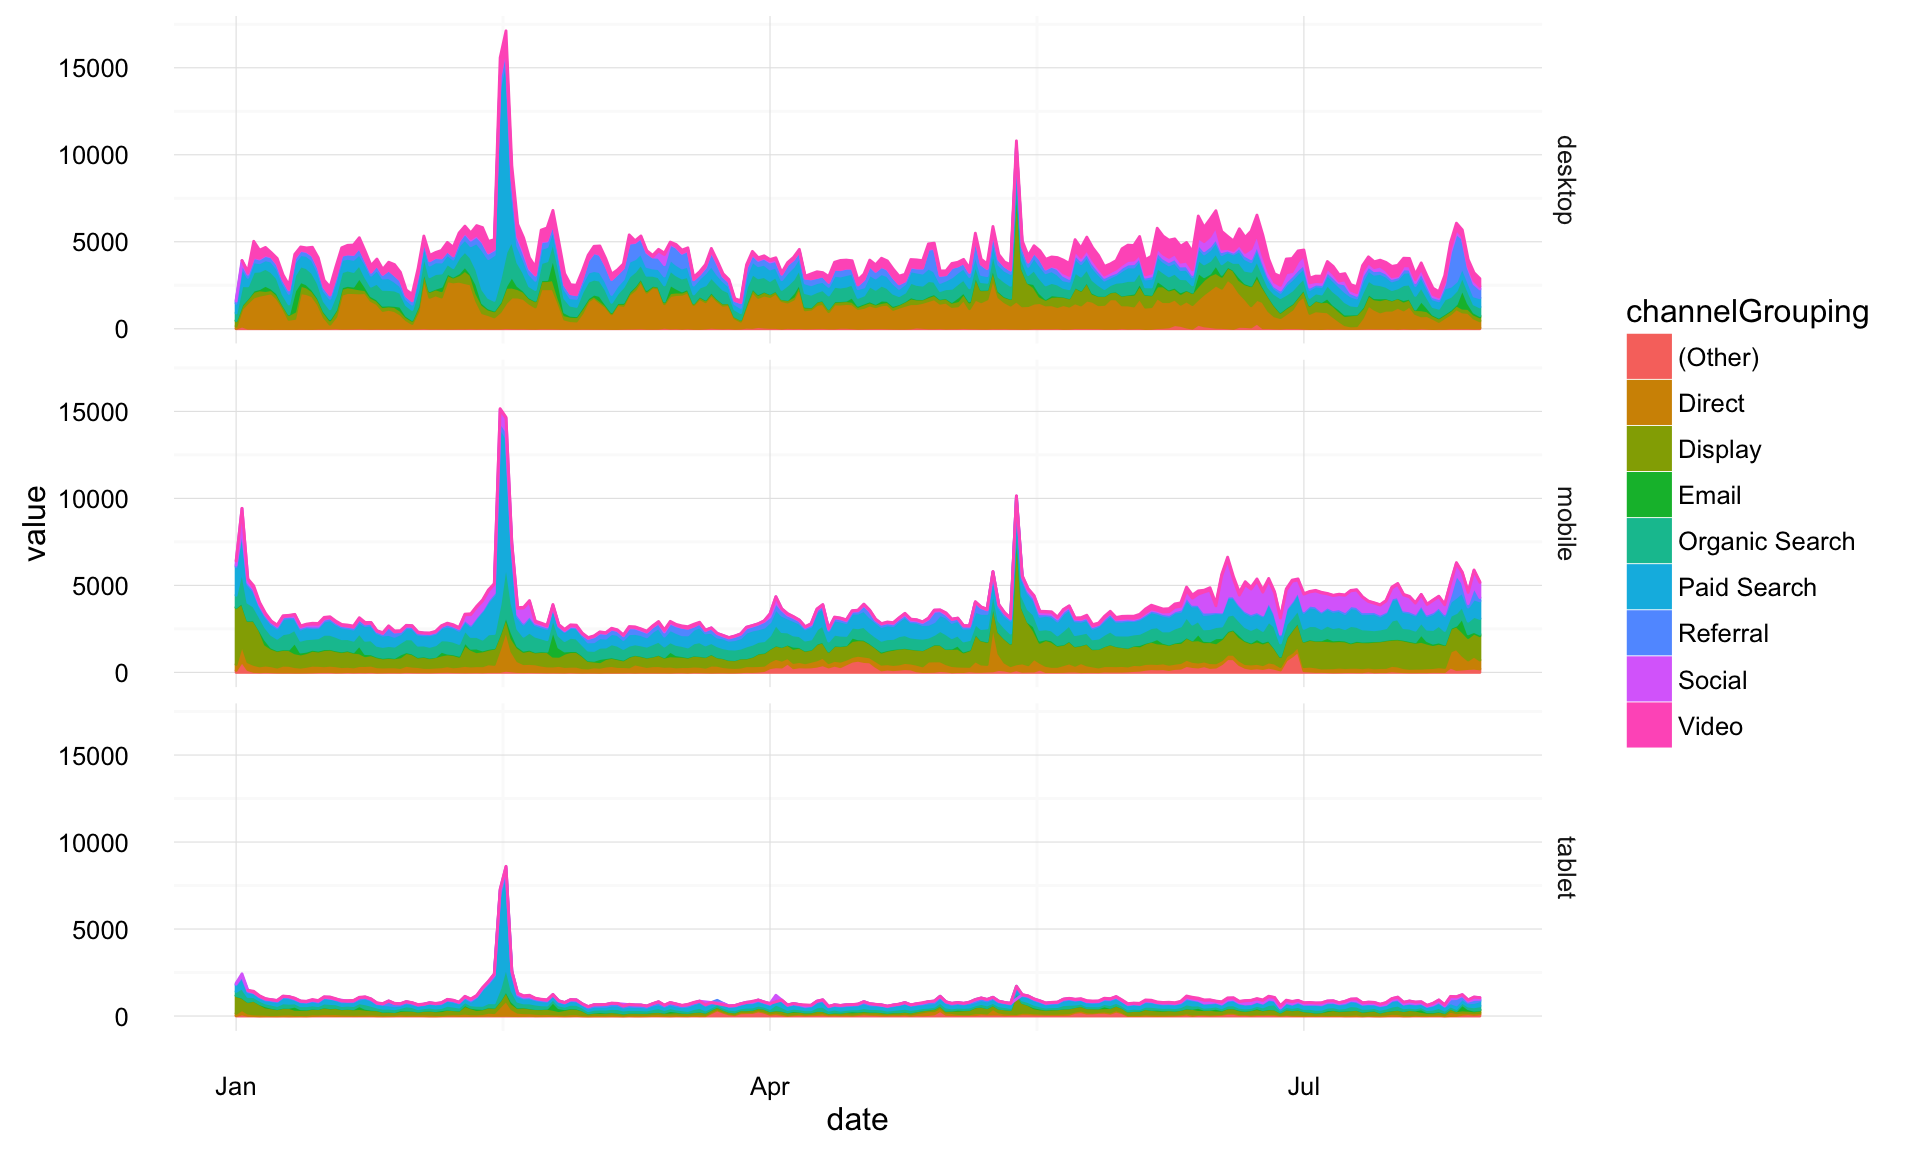 15000
10000
5000
0
desktop
15000
10000
5000
0
mobile
15000
10000
5000
0
tablet
value
Jan
Apr
Jul
date
channelGrouping
(Other)
Direct
Display
Email
Organic Search
Paid Search
Referral
Social
Video